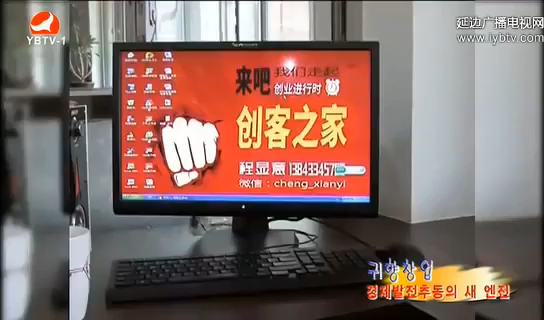 YBTV-1
延边广播电视网
www.iybtv.com
来吧
我们走起
创业进行时
创客之家
程显意
微信:cheng_xianyi
귀향창업
경제발전추동의 새 엔진